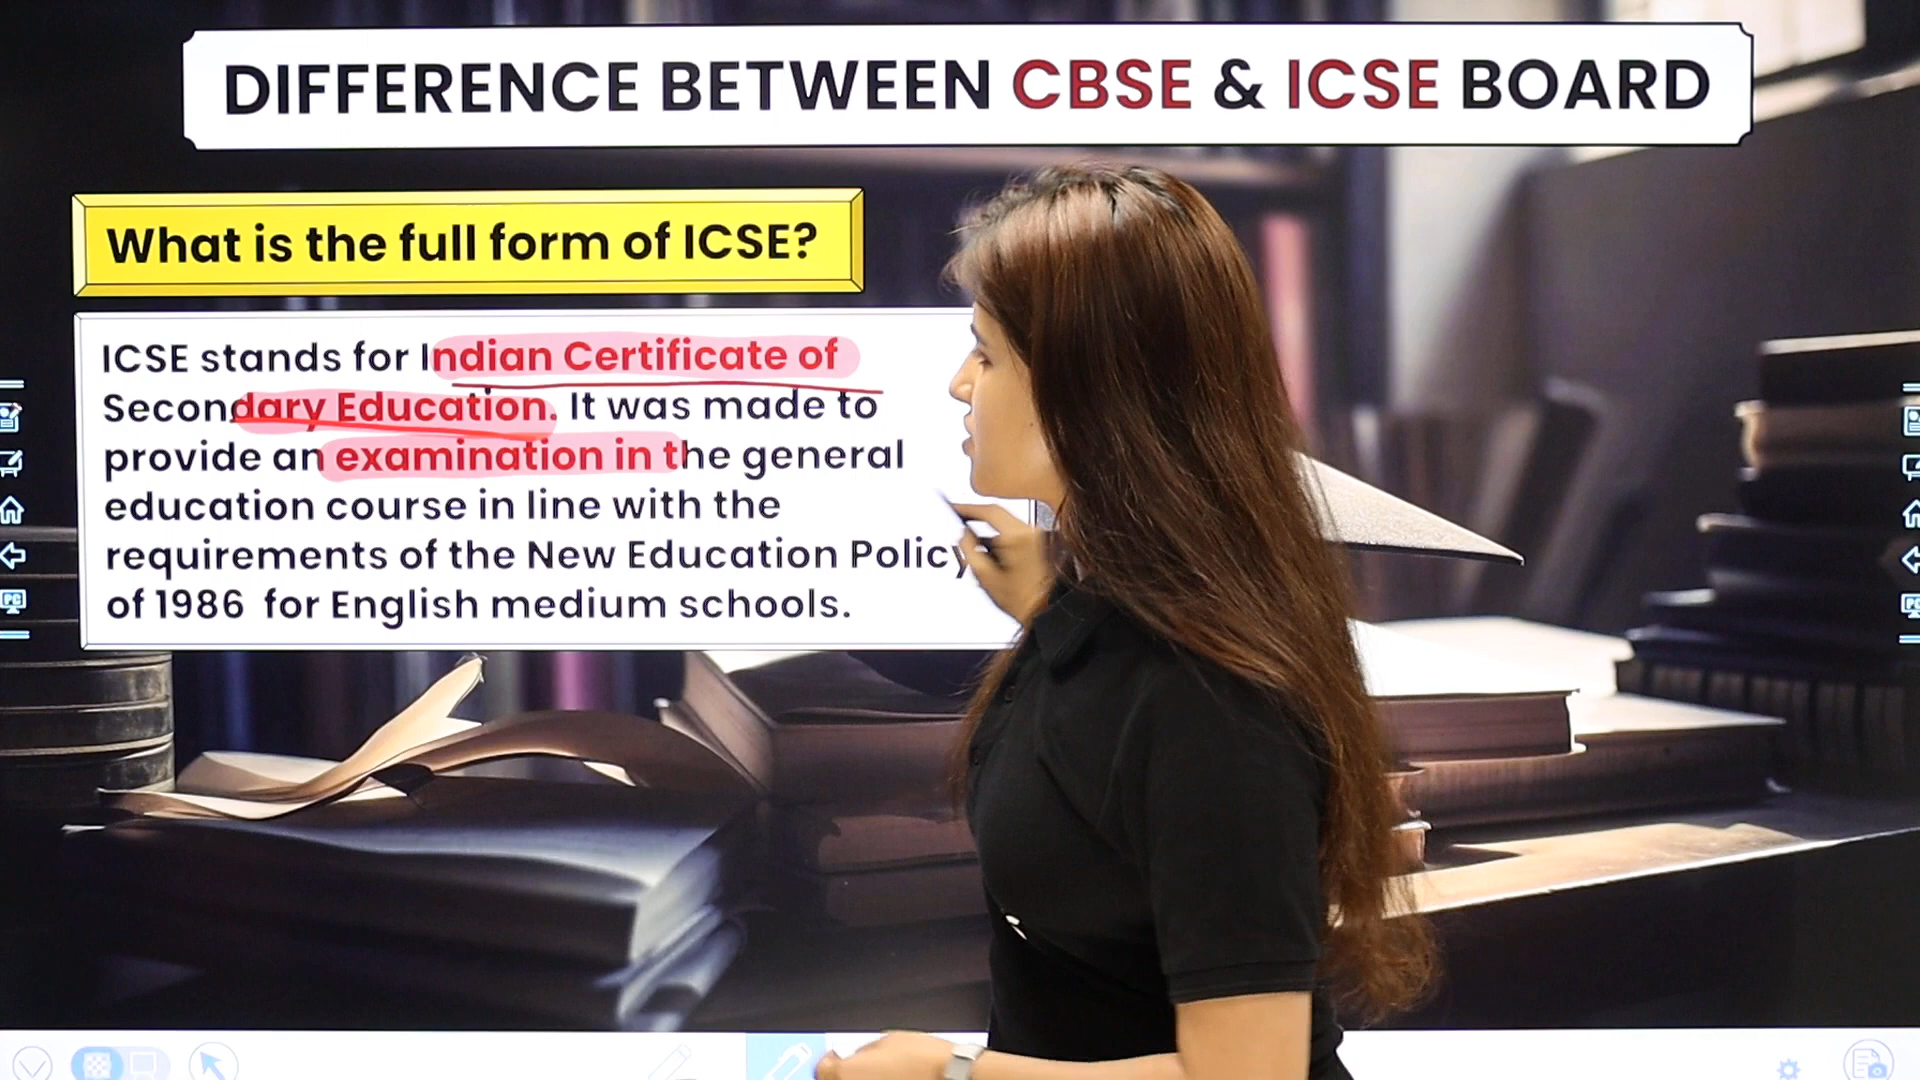 DIFFERENCE BETWEEN CBSE & ICSE BOARD
What is the full form of ICSE?
ICSE stands for Indian Certificate of
Secondary Education. It was made to
provide an examination in the general
education course in line with the
requirements of the New Education Policy
of 1986 for English medium schools.
PC